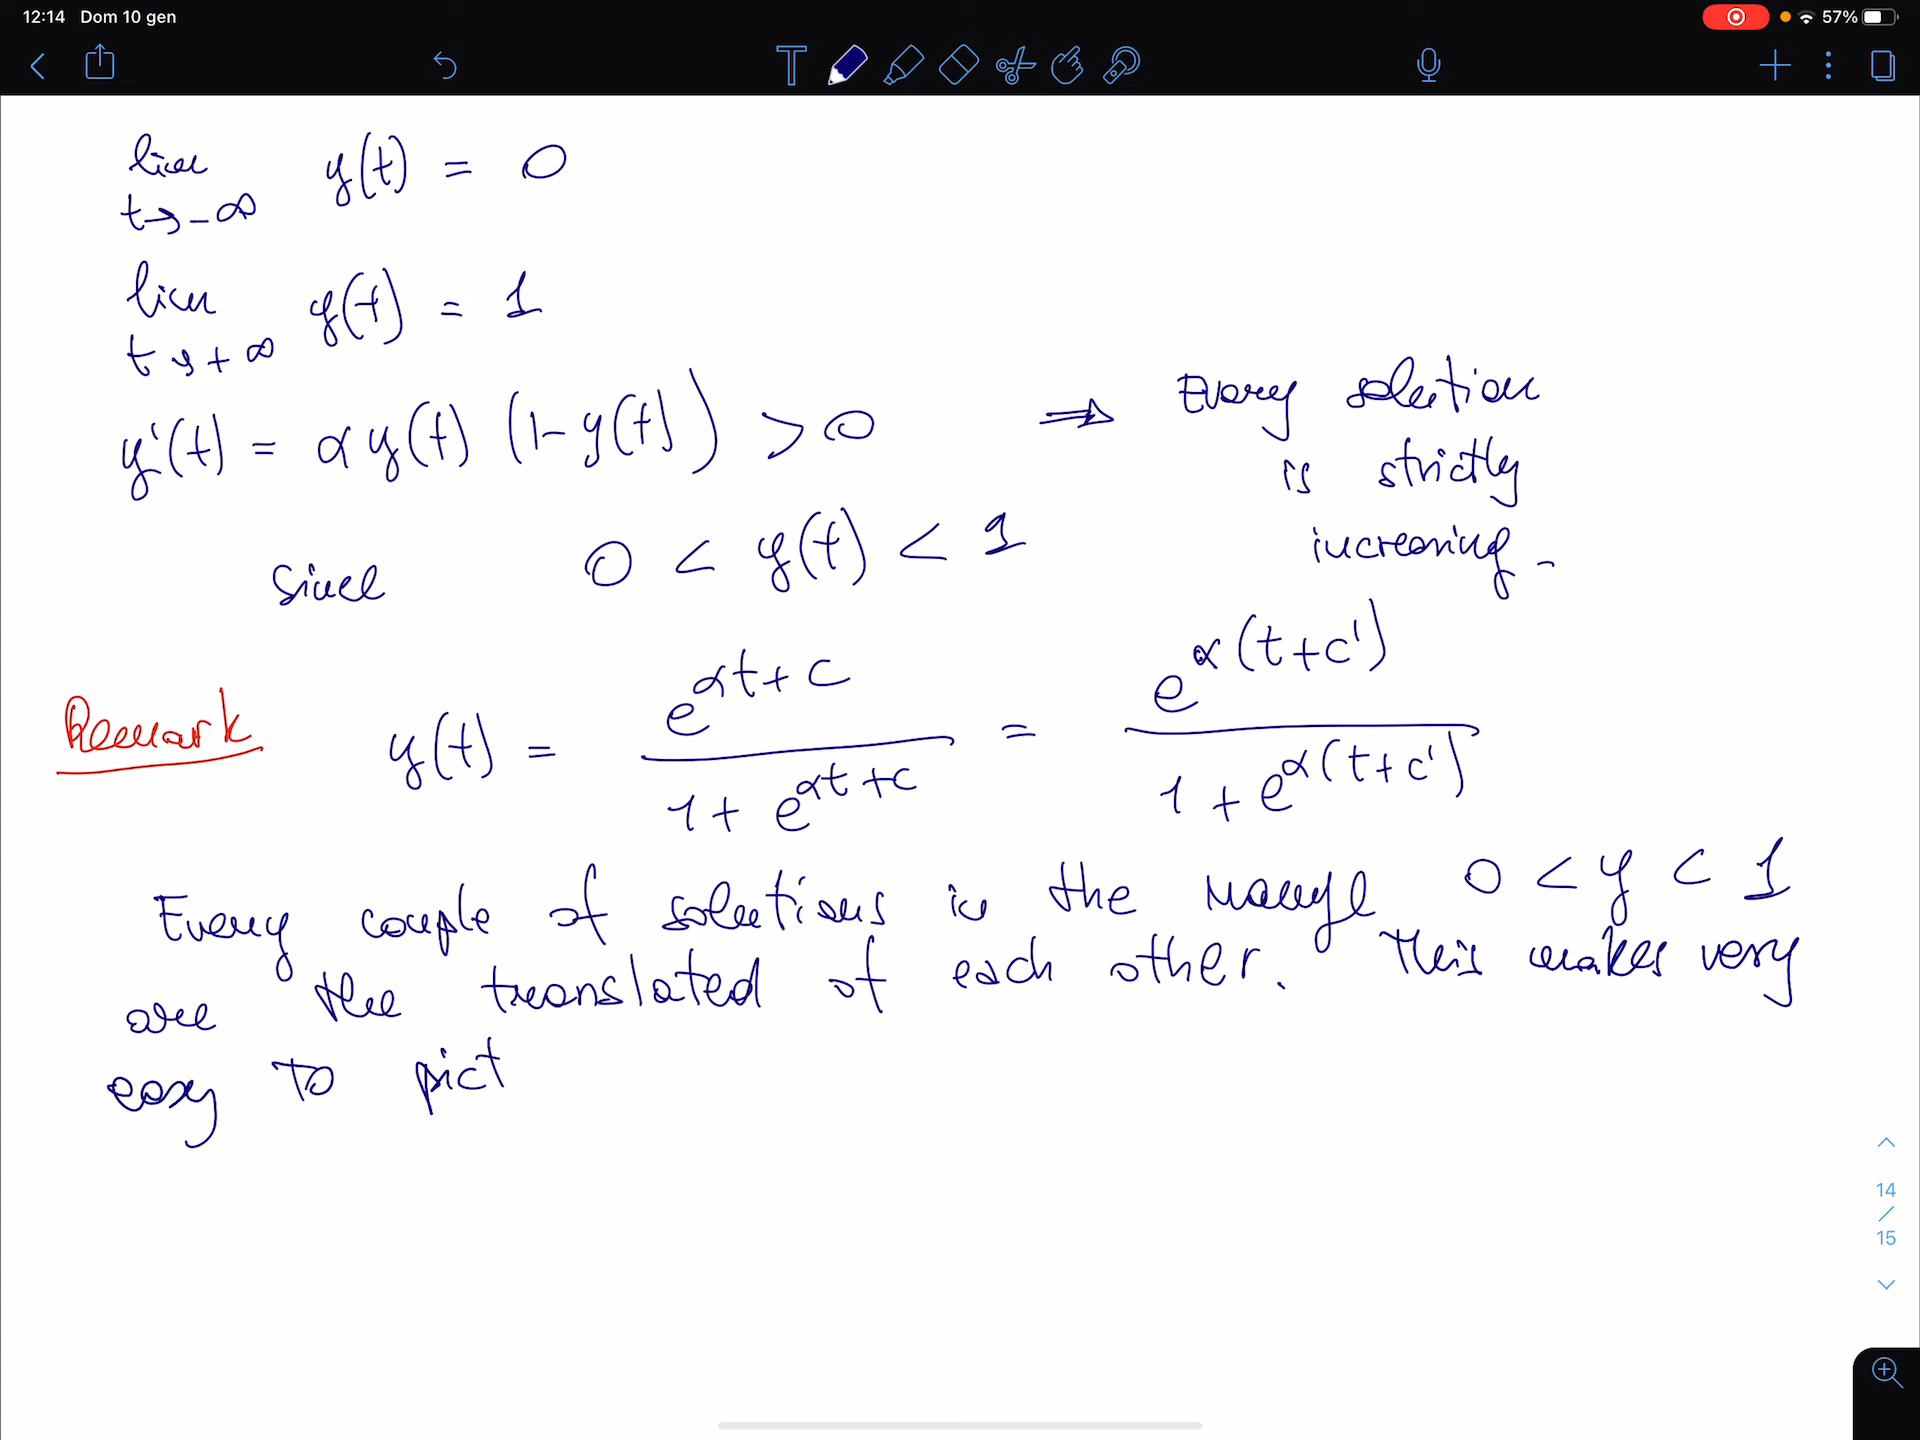 12:14 Dom 10 gen
57%
lim y(t) = 0
t→-∞
lim y(t) = 1
t→+∞
y'(t) = α y(t) (1-y(t)) > 0 ⇒ Every solution
is strictly
since 0 < y(t) < 1
increasing.
Remark y(t) = e^{αt+c} / (1+e^{αt+c}) = e^{α(t+c')} / (1+e^{α(t+c')})
Every couple of solutions in the range 0 < y < 1
are the translated of each other. This makes very
easy to pict
14
/
15